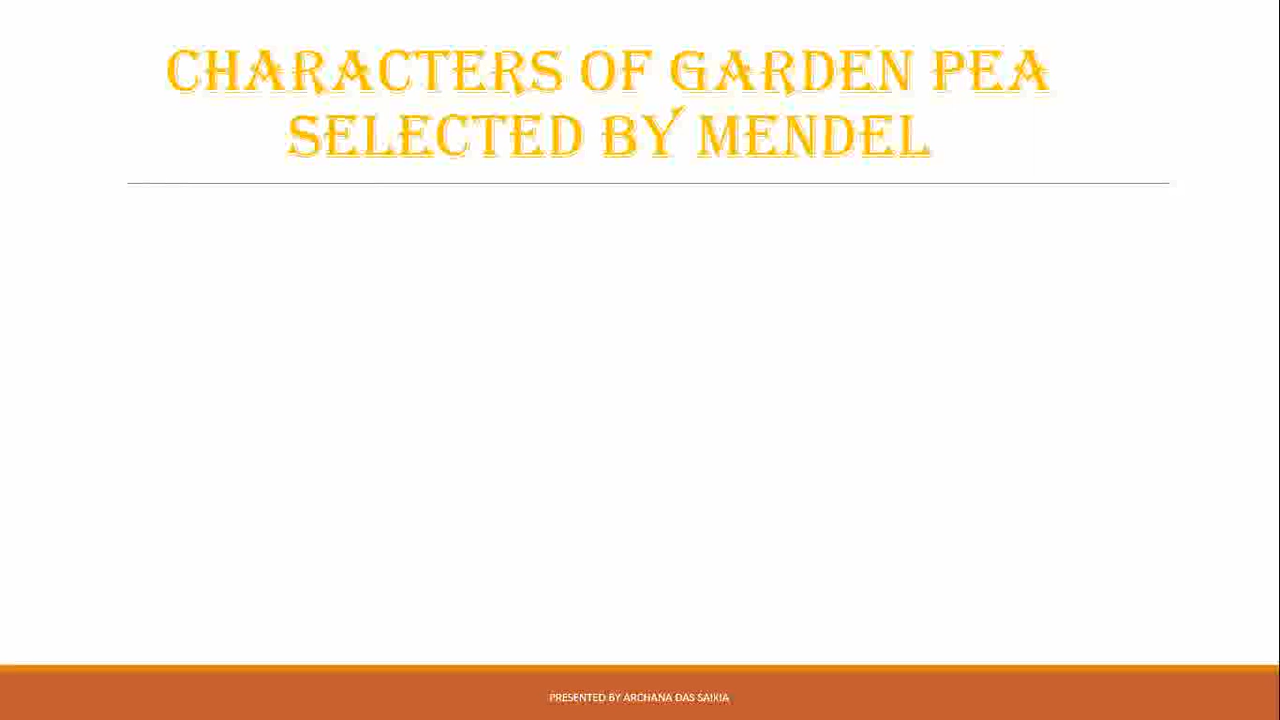 CHARACTERS OF GARDEN PEA
SELECTED BY MENDEL
PRESENTED BY ARCHANA DAS SAIKIA